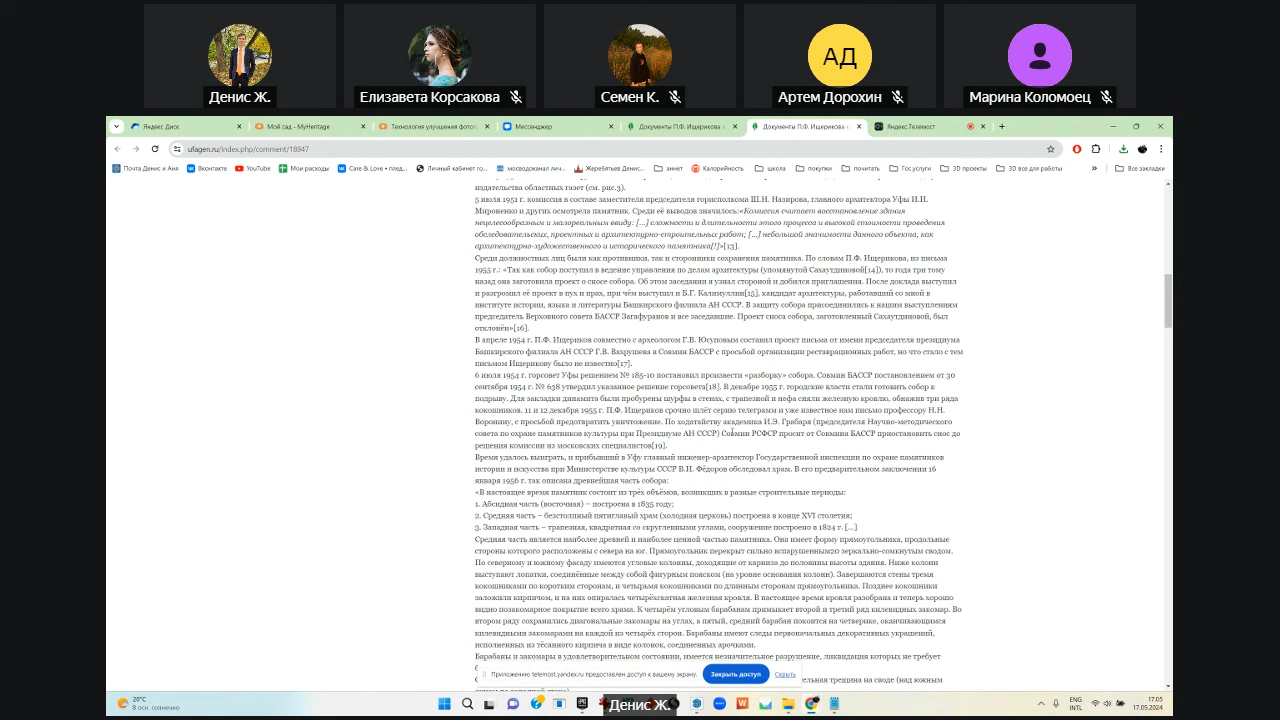 Денис Ж.
Елизавета Корсакова
Семен К.
АД
Артем Дорохин
Марина Коломоец
Яндекс Диск
Мой сад - MyHeritage
Технология улучшения фотог
Мессенджер
Документы П.Ф. Ищерикова
Документы П.Ф. Ищерикова
Яндекс.Телемост
ufagen.ru/index.php/comment/18947
Почта Денис и Аня
Вконтакте
YouTube
Мои расходы
Care & Love • плед...
Личный кабинет го...
мосводоканал лич...
Жеребятьев Денис...
анкет
Калорийность
школа
покупки
почитать
Гос.услуги
3D проекты
3D все для работы
»
Все закладки
издательства областных газет (см. рис.3).
5 июля 1951 г. комиссия в составе заместителя председателя горисполкома Ш.Н. Назирова, главного архитектора Уфы И.И.
Мироненко и других осмотрела памятник. Среди её выводов значилось:«Комиссия считает восстановление здания
нецелесообразным и малореальным ввиду: [...] сложности и длительности этого процесса и высокой стоимости проведения
обследовательских, проектных и архитектурно-строительных работ; [...] небольшой значимости данного объекта, как
архитектурно-художественного и исторического памятника[!]»[13].
Среди должностных лиц были как противники, так и сторонники сохранения памятника. По словам П.Ф. Ищерикова, из письма
1955 г.: «Так как собор поступил в ведение управления по делам архитектуры (упомянутой Сахаутдиновой[14]), то года три тому
назад она заготовила проект о сносе собора. Об этом заседании я узнал стороной и добился приглашения. После доклада выступил
и разгромил её проект в пух и прах, при чём выступил и Б.Г. Калимуллин[15], кандидат архитектуры, работавший со мной в
институте истории, языка и литературы Башкирского филиала АН СССР. В защиту собора присоединились к нашим выступлениям
председатель Верховного совета БАССР Загафуранов и все заседавшие. Проект сноса собора, заготовленный Сахаутдиновой, был
отклонён»[16].
В апреле 1954 г. П.Ф. Ищериков совместно с археологом Г.В. Юсуповым составил проект письма от имени председателя президиума
Башкирского филиала АН СССР Г.В. Вахрушева в Совмин БАССР с просьбой организации реставрационных работ, но что стало с тем
письмом Ищерикову было не известно[17].
6 июля 1954 г. горсовет Уфы решением № 185-10 постановил произвести «разборку» собора. Совмин БАССР постановлением от 30
сентября 1954 г. № 638 утвердил указанное решение горсовета[18]. В декабре 1955 г. городские власти стали готовить собор к
подрыву. Для закладки динамита были пробурены шурфы в стенах, с трапезной и нефа сняли железную кровлю, обнажив три ряда
кокошников. 11 и 12 декабря 1955 г. П.Ф. Ищериков срочно шлёт серию телеграмм и уже известное нам письмо профессору Н.Н.
Воронину, с просьбой предотвратить уничтожение. По ходатайству академика И.Э. Грабаря (председателя Научно-методического
совета по охране памятников культуры при Президиуме АН СССР) Совмин РСФСР просит от Совмина БАССР приостановить снос до
решения комиссии из московских специалистов[19].
Время удалось выиграть, и прибывший в Уфу главный инженер-архитектор Государственной инспекции по охране памятников
истории и искусства при Министерстве культуры СССР В.И. Фёдоров обследовал храм. В его предварительном заключении 16
января 1956 г. так описана древнейшая часть собора:
«В настоящее время памятник состоит из трёх объёмов, возникших в разные строительные периоды:
1. Абсидная часть (восточная) – построена в 1835 году;
2. Средняя часть – безстолпный пятиглавый храм (холодная церковь) построена в конце XVI столетия;
3. Западная часть – трапезная, квадратна со скругленными углами, сооружение построено в 1824 г. [...]
Средняя часть является наиболее древней и наиболее ценной частью памятника. Она имеет форму прямоугольника, продольные
стороны которого расположены с севера на юг. Прямоугольник перекрыт сильно вспарушенным20 зеркально-сомкнутым сводом.
По северному и южному фасаду имеются угловые колонны, доходящие от карниза до половины высоты здания. Ниже колонн
выступают лопатки, соединённые между собой фигурным пояском (на уровне основания колонн). Завершаются стены тремя
кокошниками по коротким сторонам, и четырьмя кокошниками по длинным сторонам прямоугольника. Позднее кокошники
заложили кирпичом, и на них опиралась четырёхскатная железная кровля. В настоящее время кровля разобрана и теперь хорошо
видно позакомарное покрытие всего храма. К четырём угловым барабанам примыкает второй и третий ряд килевидных закомар. Во
втором ряду сохранились диагональные закомары на углах, а пятый, средний барабан покоится на четверике, оканчивающимся
килевидными закомарами на каждой из четырёх сторон. Барабаны имеют следы первоначальных декоративных украшений,
исполненных из тёсаного кирпича в виде колонок, соединённых арочками.
Барабаны и закомары в удовлетворительном состоянии, имеется незначительное разрушение, ликвидация которых не требует
Приложению telemost.yandex.ru предоставлен доступ к вашему экрану.
Закрыть доступ
Скрыть
тельная трещина на своде (над южным
20°C
В осн. солнечно
Денис Ж.
ENG
INTL
17:05
17.05.2024